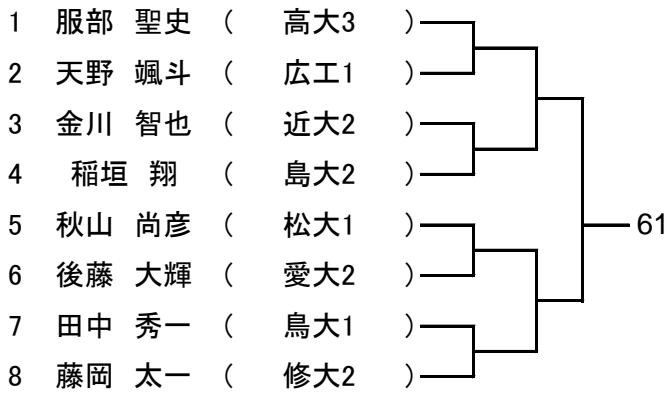 1 服部 聖史 ( 高大3 )
2 天野 颯斗 ( 広工1 )
3 金川 智也 ( 近大2 )
4 稲垣 翔 ( 島大2 )
5 秋山 尚彦 ( 松大1 )
61
6 後藤 大輝 ( 愛大2 )
7 田中 秀一 ( 鳥大1 )
8 藤岡 太一 ( 修大2 )